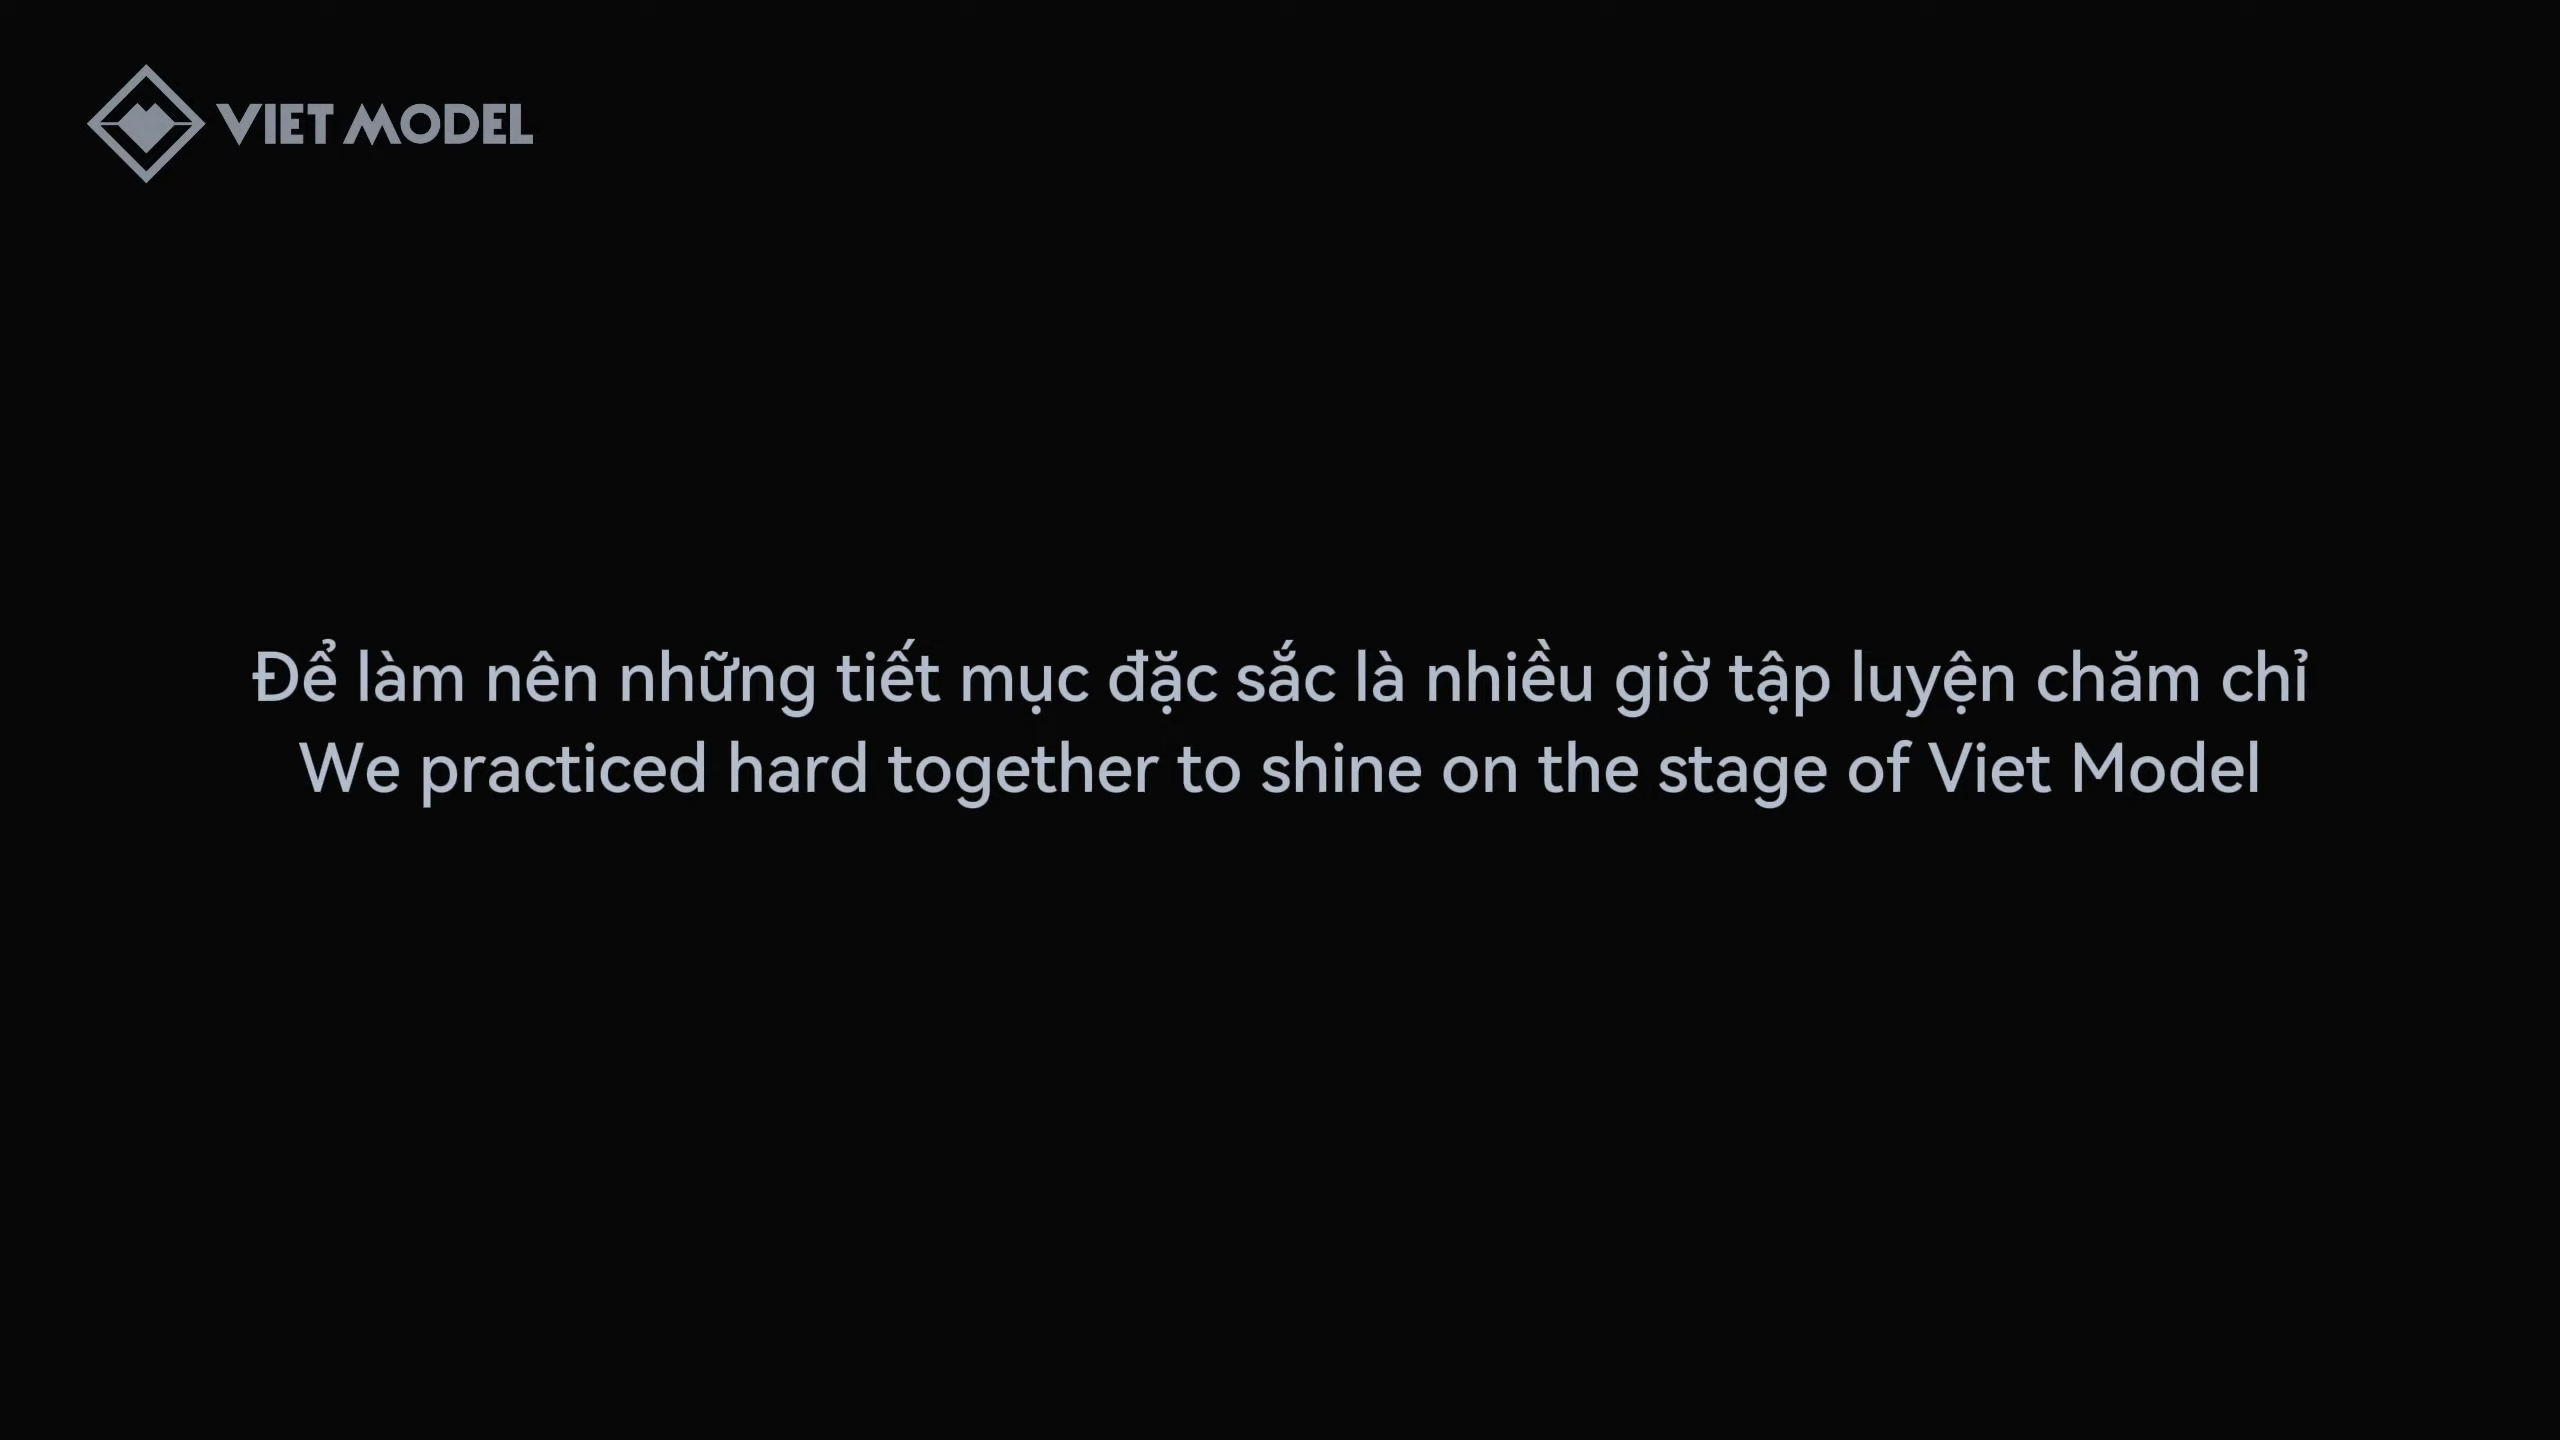 VIET MODEL
Để làm nên những tiết mục đặc sắc là nhiều giờ tập luyện chăm chỉ
We practiced hard together to shine on the stage of Viet Model